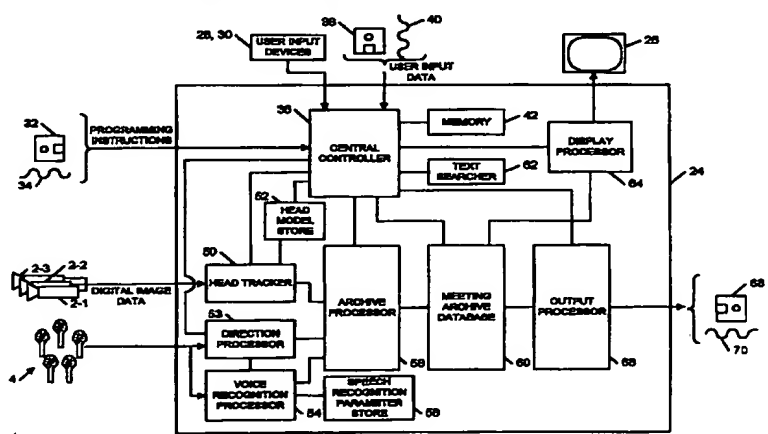 38
40
28, 30
USER INPUT
DEVICES
USER INPUT
DATA
26
36
32
PROGRAMMING
INSTRUCTIONS
34
CENTRAL
CONTROLLER
MEMORY
42
TEXT
SEARCHER
62
DISPLAY
PROCESSOR
64
24
52
HEAD
MODEL
STORE
50
2-3
2-2
2-1
DIGITAL IMAGE
DATA
HEAD TRACKER
53
DIRECTION
PROCESSOR
4
VOICE
RECOGNITION
PROCESSOR
54
SPEECH
RECOGNITION
PARAMETER
STORE
ARCHIVE
PROCESSOR
MEETING
ARCHIVE
DATABASE
60
OUTPUT
PROCESSOR
68
70